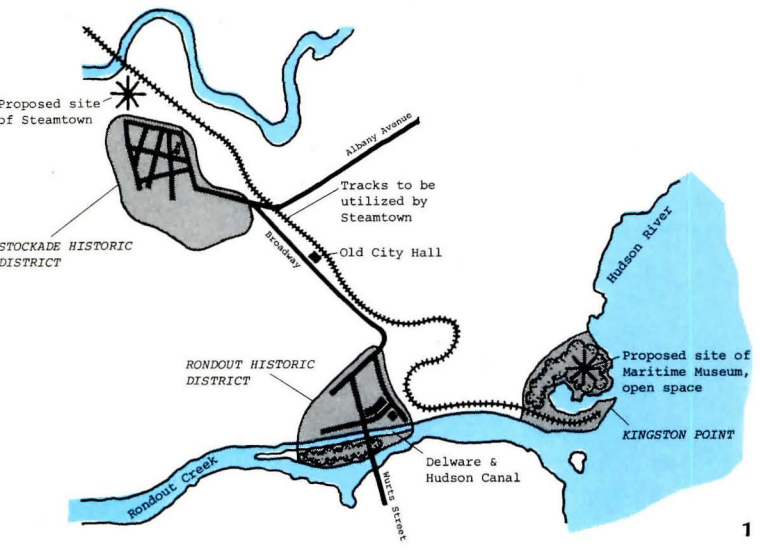 Proposed site
of Steamtown
Albany Avenue
Tracks to be
utilized by
Steamtown
STOCKADE HISTORIC
DISTRICT
Broadway
Old City Hall
Hudson River
RONDOUT HISTORIC
DISTRICT
Proposed site of
Maritime Museum,
open space
KINGSTON POINT
Delware &
Hudson Canal
Rondout Creek
Wurts Street
1